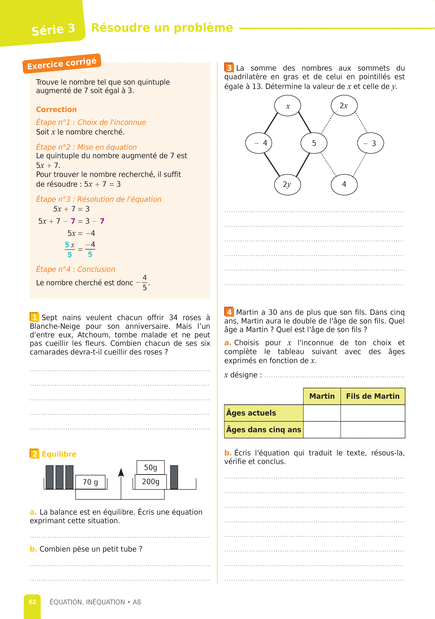 Série 3
Résoudre un problème
Exercice corrigé
Trouve le nombre tel que son quintuple
augmenté de 7 soit égal à 3.
Correction
Étape n°1 : Choix de l'inconnue
Soit x le nombre cherché.
Étape n°2 : Mise en équation
Le quintuple du nombre augmenté de 7 est
5x + 7.
Pour trouver le nombre recherché, il suffit
de résoudre : 5x + 7 = 3
Étape n°3 : Résolution de l'équation
5x + 7 = 3
5x + 7 − 7 = 3 − 7
5x = −4
5x/5 = −4/5
Étape n°4 : Conclusion
Le nombre cherché est donc −4/5.
1 Sept nains veulent chacun offrir 34 roses à
Blanche-Neige pour son anniversaire. Mais l'un
d'entre eux, Atchoum, tombe malade et ne peut
pas cueillir les fleurs. Combien chacun de ses six
camarades devra-t-il cueillir des roses ?
2 Équilibre
70 g
50g
200g
a. La balance est en équilibre. Écris une équation
exprimant cette situation.
b. Combien pèse un petit tube ?
3 La somme des nombres aux sommets du
quadrilatère en gras et de celui en pointillés est
égale à 13. Détermine la valeur de x et celle de y.
x 2x
− 4 5 − 3
2y 4
4 Martin a 30 ans de plus que son fils. Dans cinq
ans, Martin aura le double de l'âge de son fils. Quel
âge a Martin ? Quel est l'âge de son fils ?
a. Choisis pour x l'inconnue de ton choix et
complète le tableau suivant avec des âges
exprimés en fonction de x.
x désigne :
Martin Fils de Martin
Âges actuels
Âges dans cinq ans
b. Écris l'équation qui traduit le texte, résous-la,
vérifie et conclus.
62 ÉQUATION, INÉQUATION • A8